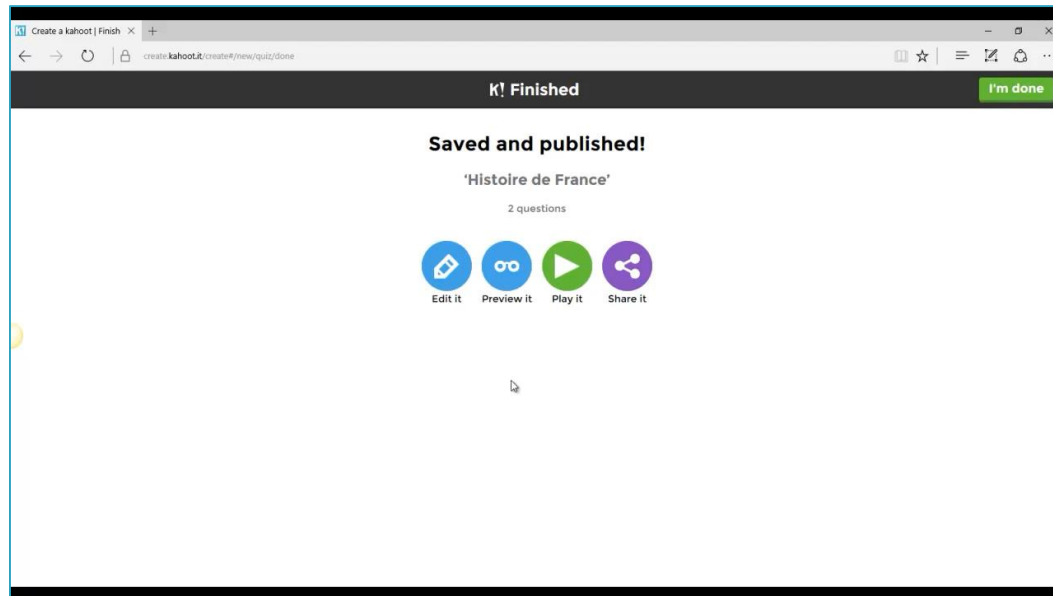 Create a kahoot | Finish
create.kahoot.it/create#/new/quiz/done
K! Finished
I'm done
Saved and published!
‘Histoire de France’
2 questions
Edit it
Preview it
Play it
Share it